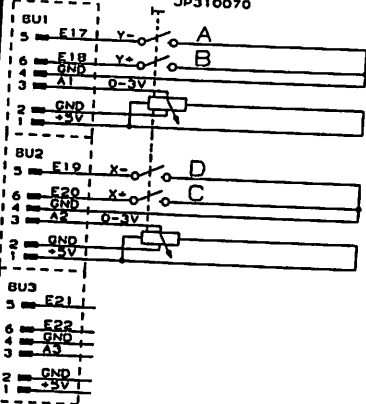 JP310070
BU1
5 E17 Y- A
6 E18 Y+ B
4 GND
3 A1 0-3V
2 GND
1 +5V
BU2
5 E19 X- D
6 E20 X+ C
4 GND
3 A2 0-3V
2 GND
1 +5V
BU3
5 E21
6 E22
4 GND
3 A3
2 GND
1 +5V